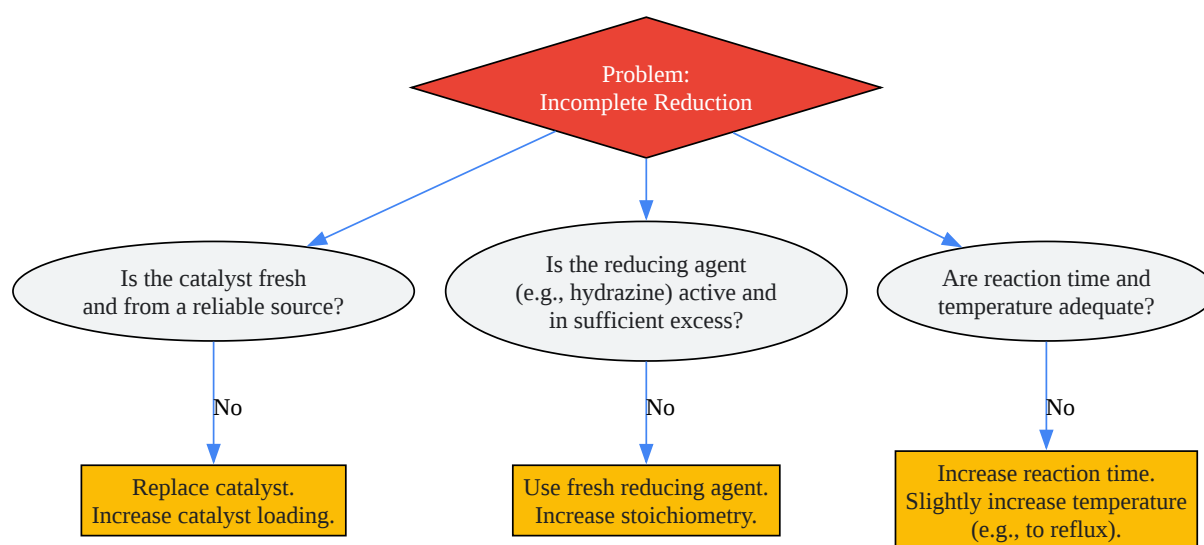 Problem:
Incomplete Reduction
Is the catalyst fresh
and from a reliable source?
Is the reducing agent
(e.g., hydrazine) active and
in sufficient excess?
Are reaction time and
temperature adequate?
No
No
No
Replace catalyst.
Increase catalyst loading.
Use fresh reducing agent.
Increase stoichiometry.
Increase reaction time.
Slightly increase temperature
(e.g., to reflux).